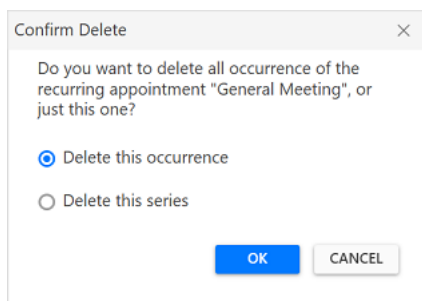 Confirm Delete
Do you want to delete all occurrence of the
recurring appointment "General Meeting", or
just this one?
Delete this occurrence
Delete this series
OK CANCEL